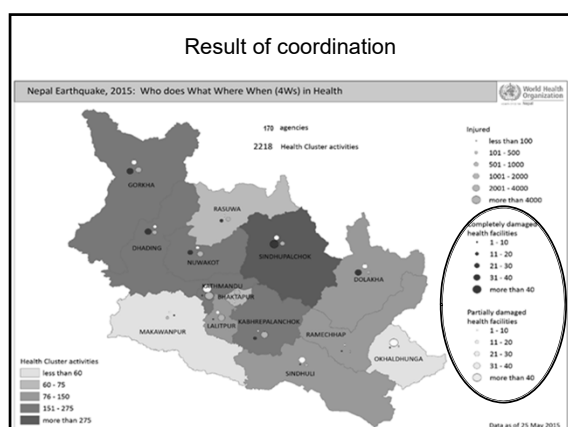 Result of coordination
Nepal Earthquake, 2015: Who does What Where When (4Ws) in Health
World Health
Organization
Nepal
170 agencies
2218 Health Cluster activities
Injured
less than 100
101 - 500
501 - 1000
1001 - 2000
2001 - 4000
more than 4000
Completely damaged
health facilities
1 - 10
11 - 20
21 - 30
31 - 40
more than 40
Partially damaged
health facilities
1 - 10
11 - 20
21 - 30
31 - 40
more than 40
GORKHA
RASUWA
DHADING
NUWAKOT
SINDHUPALCHOK
DOLAKHA
KATHMANDU
BHAKTAPUR
MAKAWANPUR
LALITPUR
KABHREPALANCHOK
RAMECHHAP
OKHALDHUNGA
SINDHULI
Health Cluster activities
less than 60
60 - 75
76 - 150
151 - 275
more than 275
Data as of 25 May 2015